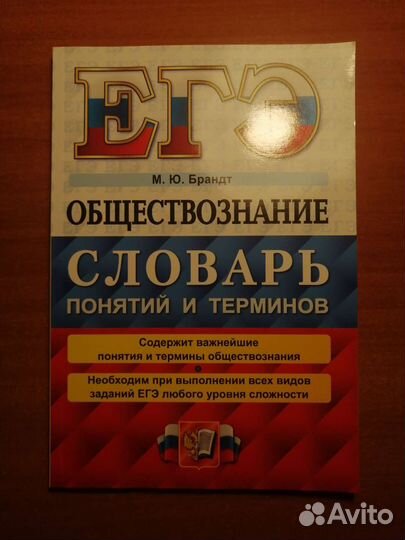 ЕГЭ
М. Ю. Брандт
ОБЩЕСТВОЗНАНИЕ
СЛОВАРЬ
ПОНЯТИЙ И ТЕРМИНОВ
Содержит важнейшие
понятия и термины обществознания
Необходим при выполнении всех видов
заданий ЕГЭ любого уровня сложности
Avito